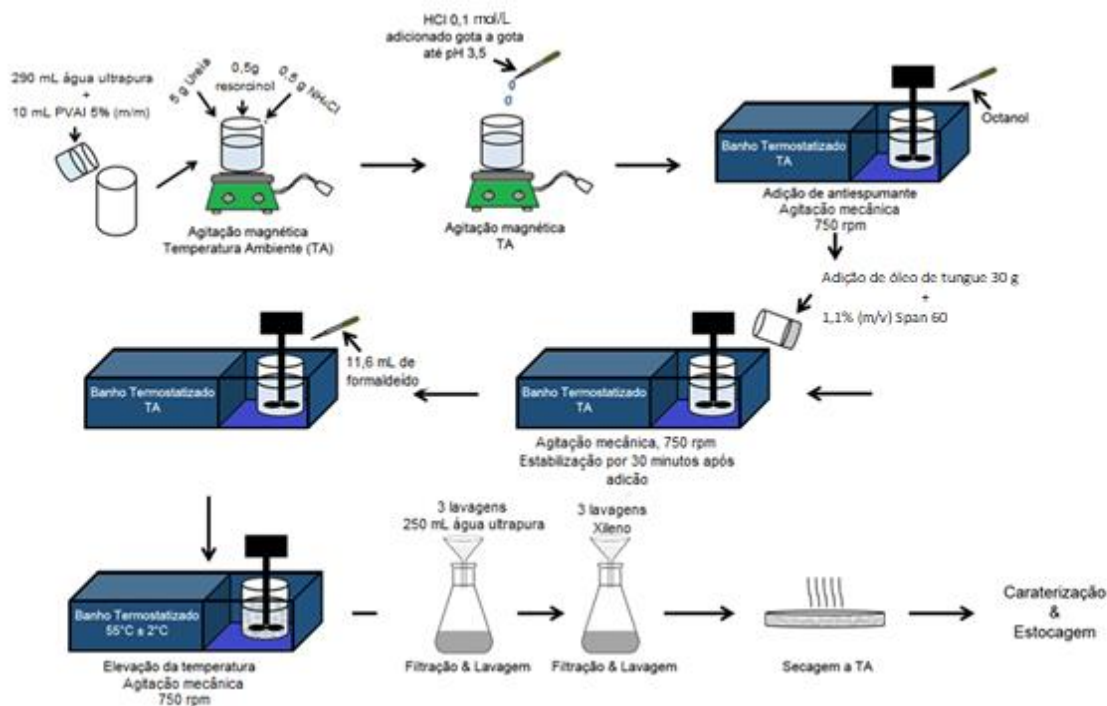 290 mL água ultrapura
+
10 mL PVAl 5% (m/m)
5 g Ureia
0,5g
resorcinol
0,5 g NH₄Cl
Agitação magnética
Temperatura Ambiente (TA)
HCl 0,1 mol/L
adicionado gota a gota
até pH 3,5
Agitação magnética
TA
Octanol
Banho Termostatizado
TA
Adição de antiespumante
Agitação mecânica
750 rpm
Adição de óleo de tungue 30 g
+
1,1% (m/v) Span 60
Banho Termostatizado
TA
Agitação mecânica, 750 rpm
Estabilização por 30 minutos após
adicão
11,6 mL de
formaldeído
Banho Termostatizado
TA
Banho Termostatizado
55°C ± 2°C
Elevação da temperatura
Agitação mecânica
750 rpm
3 lavagens
250 mL água ultrapura
Filtração & Lavagem
3 lavagens
Xileno
Filtração & Lavagem
Secagem a TA
Caraterização
&
Estocagem